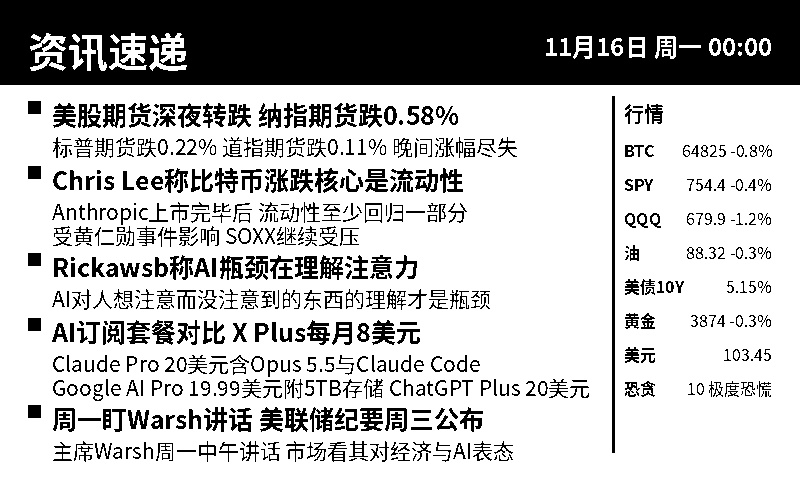 资讯速递
11月16日 周一 00:00
美股期货深夜转跌 纳指期货跌0.58%
标普期货跌0.22% 道指期货跌0.11% 晚间涨幅尽失
Chris Lee称比特币涨跌核心是流动性
Anthropic上市完毕后 流动性至少回归一部分
受黄仁勋事件影响 SOXX继续受压
Rickawsb称AI瓶颈在理解注意力
AI对人想注意而没注意到的东西的理解才是瓶颈
AI订阅套餐对比 X Plus每月8美元
Claude Pro 20美元含Opus 5.5与Claude Code
Google AI Pro 19.99美元附5TB存储 ChatGPT Plus 20美元
周一盯Warsh讲话 美联储纪要周三公布
主席Warsh周一中午讲话 市场看其对经济与AI表态
行情
BTC 64825 -0.8%
SPY 754.4 -0.4%
QQQ 679.9 -1.2%
油 88.32 -0.3%
美债10Y 5.15%
黄金 3874 -0.3%
美元 103.45
恐贪 10 极度恐慌